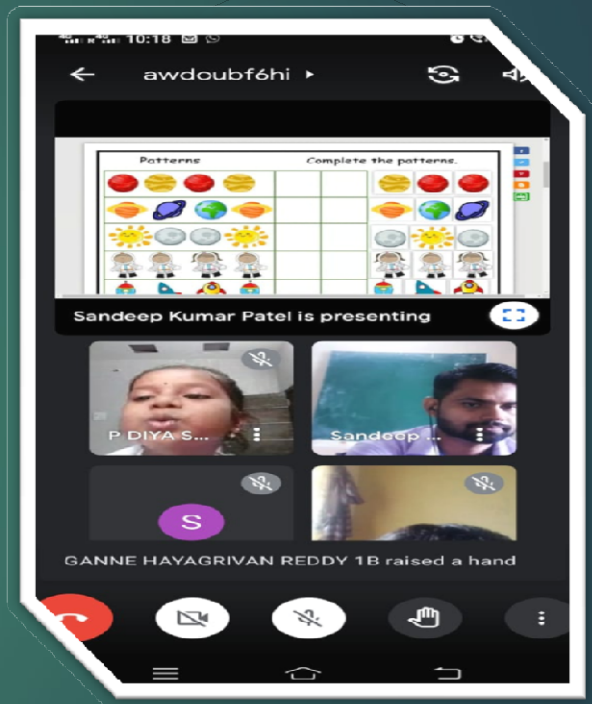 10:18
awdoubf6hi
Patterns Complete the patterns.
Sandeep Kumar Patel is presenting
P DIYA S... Sandeep ...
S
GANNE HAYAGRIVAN REDDY 1B raised a hand